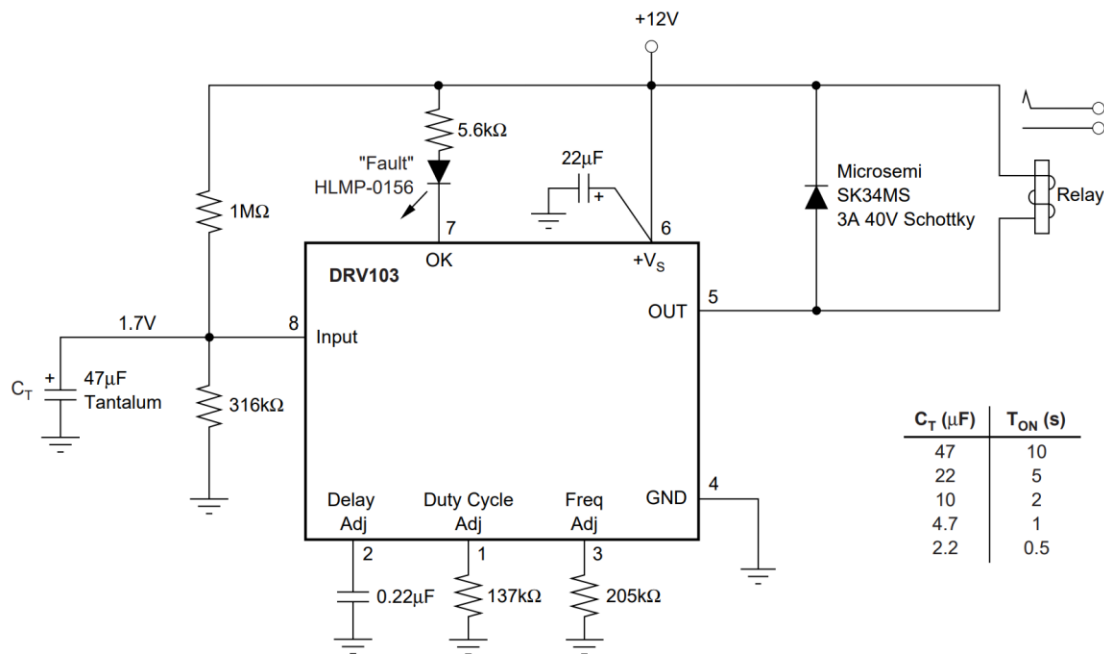 +12V
5.6kΩ
"Fault"
HLMP-0156
22μF
+
Microsemi
SK34MS
3A 40V Schottky
Relay
1MΩ
7
6
OK
+VS
DRV103
5
OUT
1.7V
8
Input
+
CT
47μF
Tantalum
316kΩ
CT (μF) TON (s)
47 10
22 5
10 2
4.7 1
2.2 0.5
4
GND
Delay
Adj
Duty Cycle
Adj
Freq
Adj
2
1
3
0.22μF
137kΩ
205kΩ